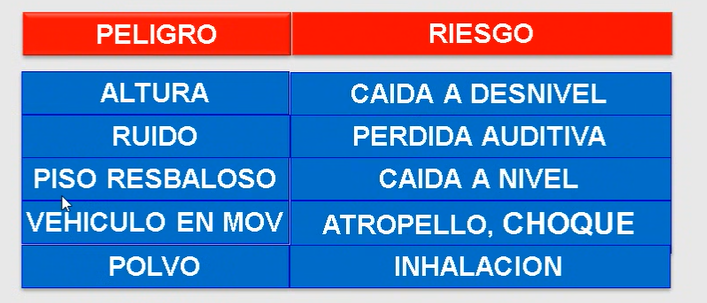 PELIGRO RIESGO
ALTURA CAIDA A DESNIVEL
RUIDO PERDIDA AUDITIVA
PISO RESBALOSO CAIDA A NIVEL
VEHICULO EN MOV ATROPELLO, CHOQUE
POLVO INHALACION